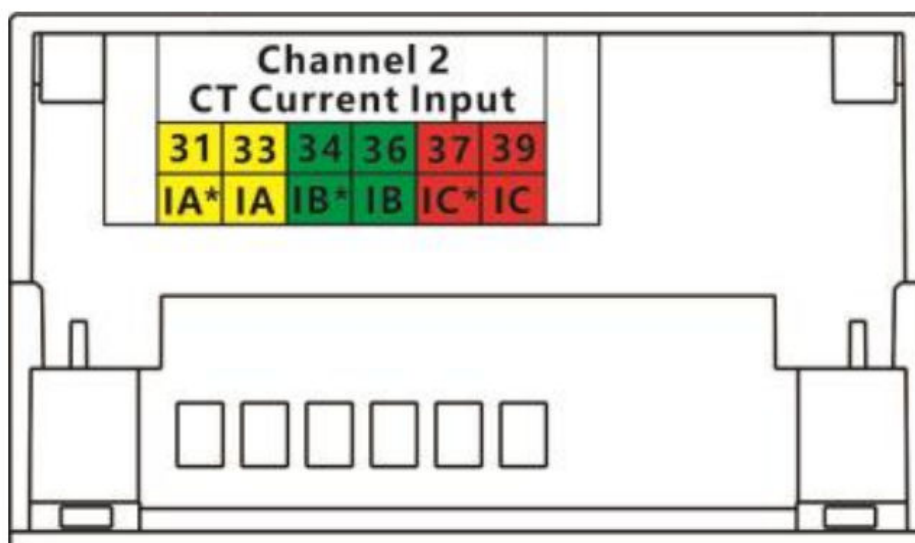 Channel 2
CT Current Input
31 33 34 36 37 39
IA* IA IB* IB IC* IC